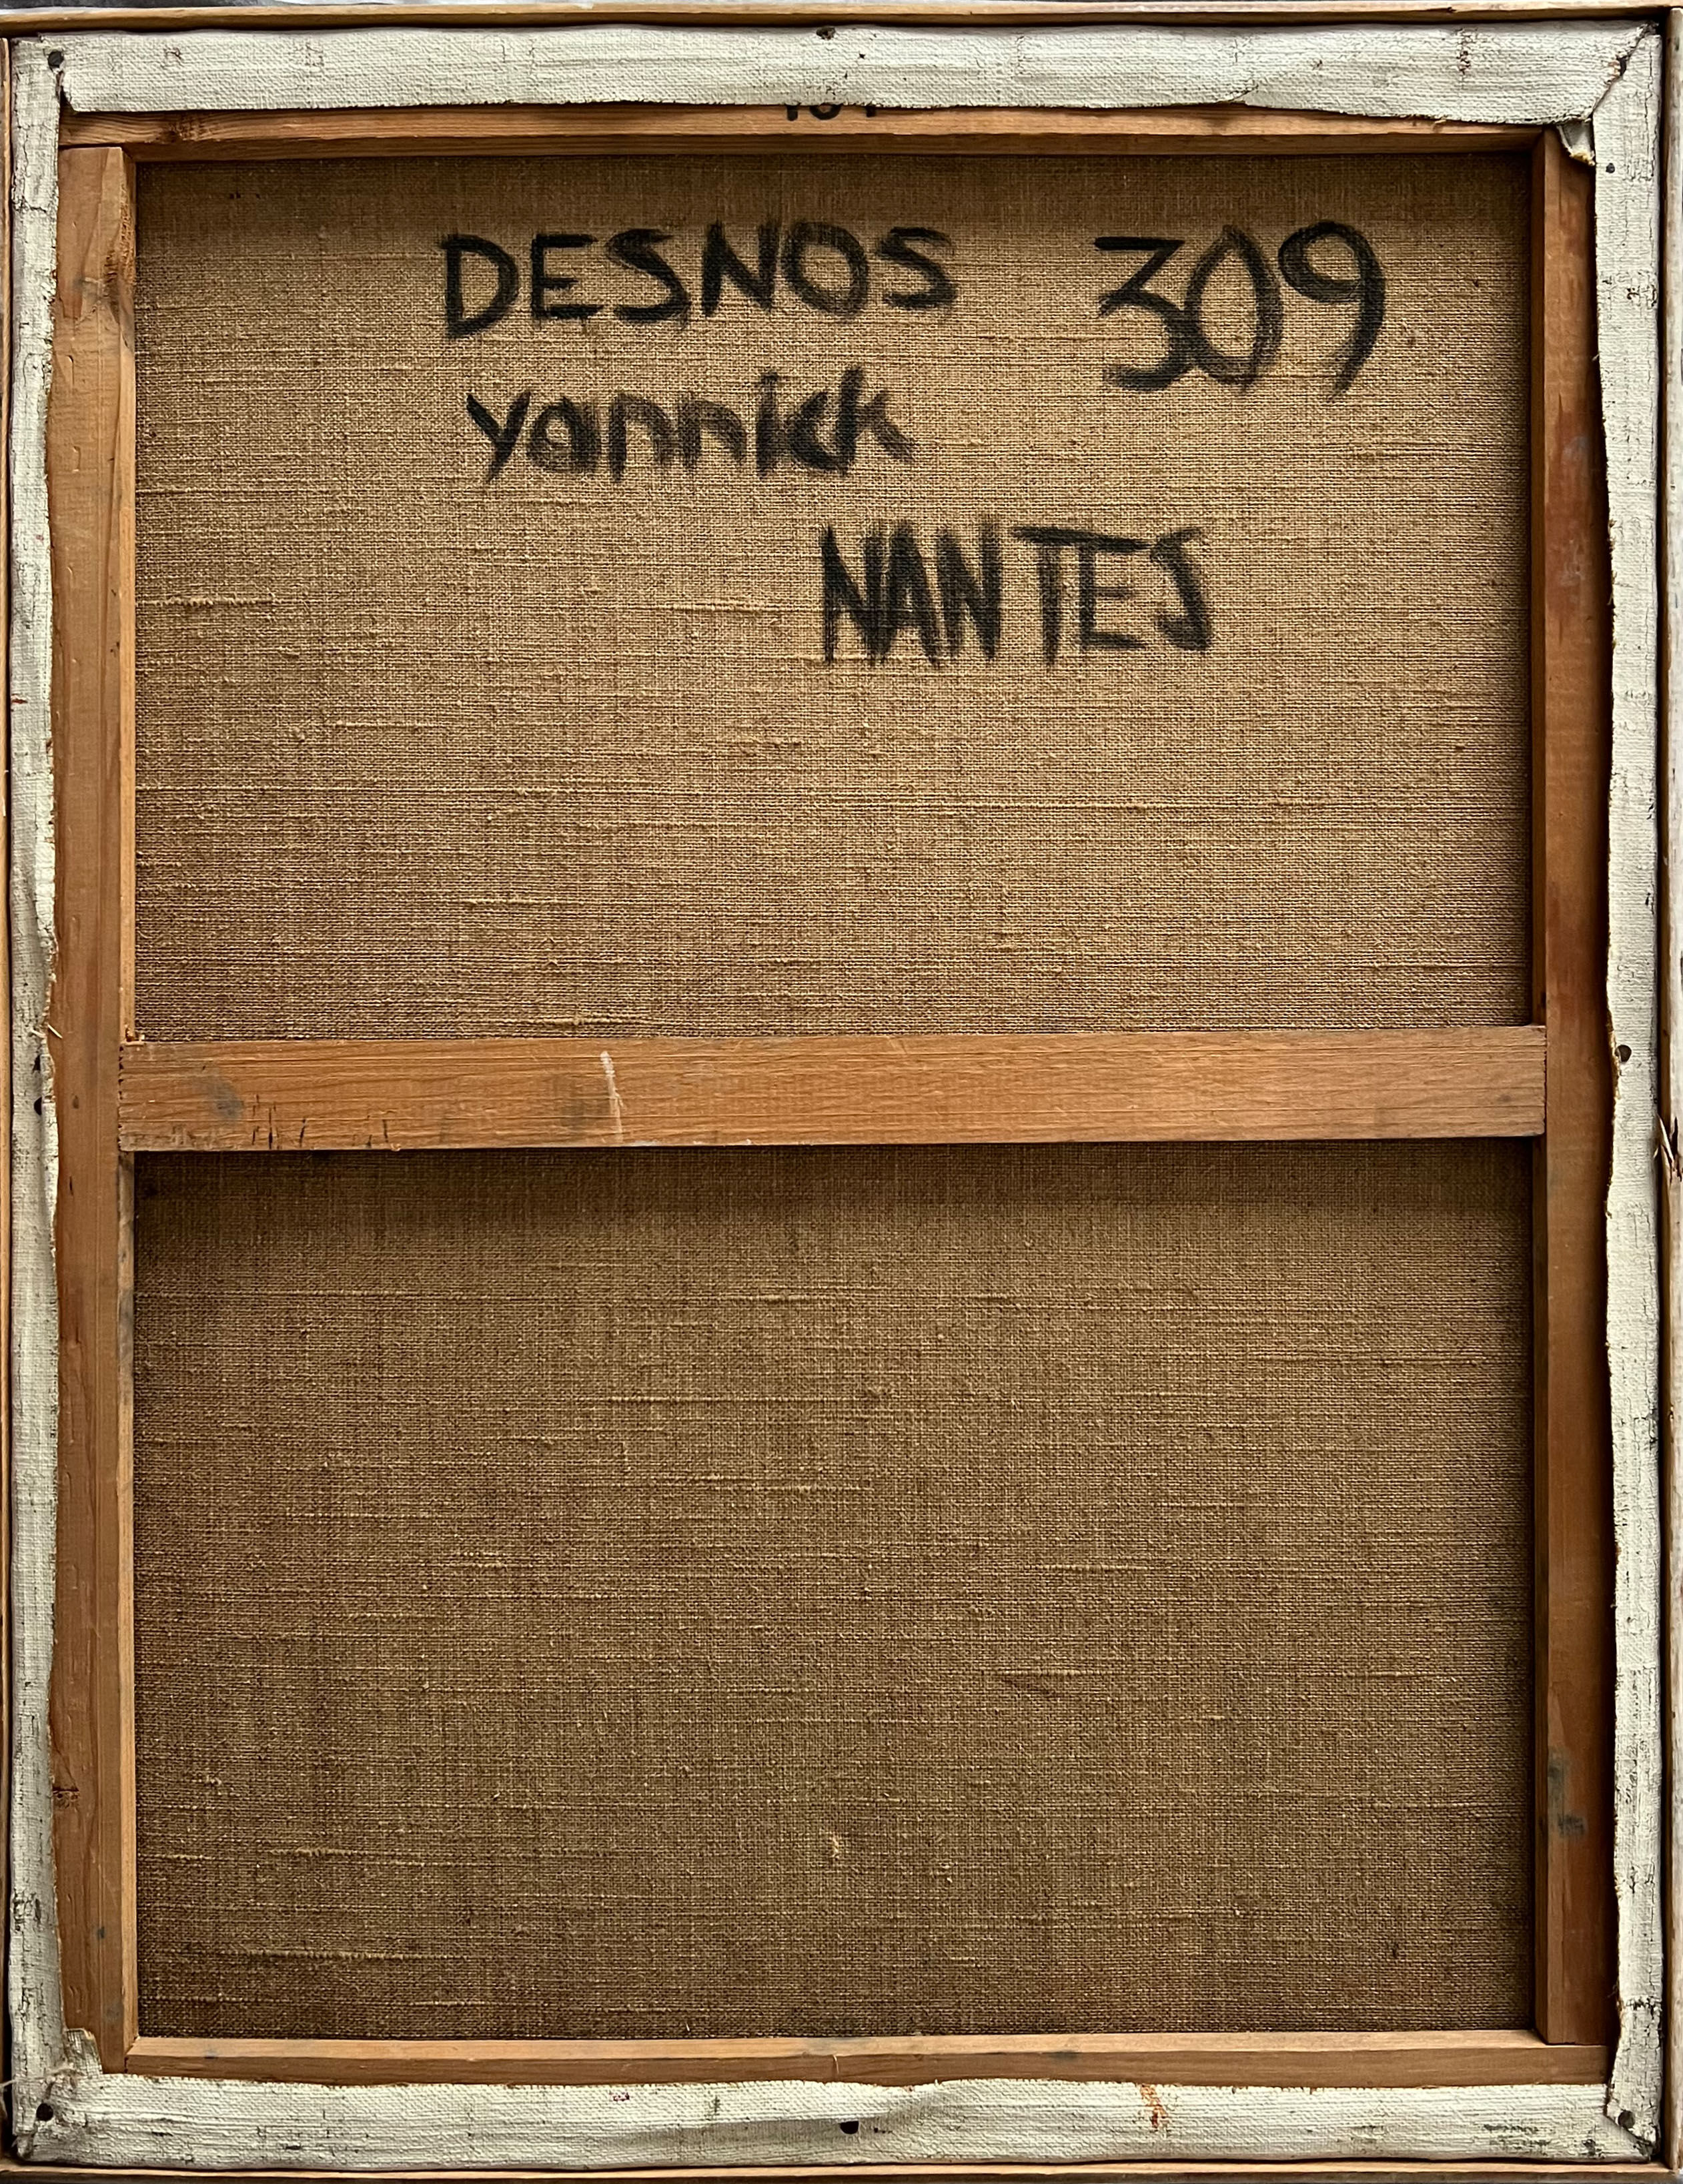 DESNOS 309
yannick
NANTES